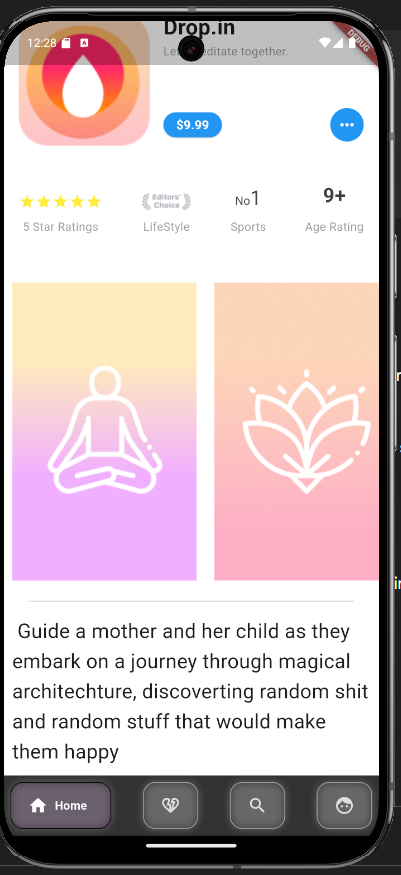 Drop.in
12:28
DEBUG
Let editate together.
$9.99
Editors'
Choice
No1
9+
5 Star Ratings
LifeStyle
Sports
Age Rating
Guide a mother and her child as they
embark on a journey through magical
architechture, discoverting random shit
and random stuff that would make
them happy
Home